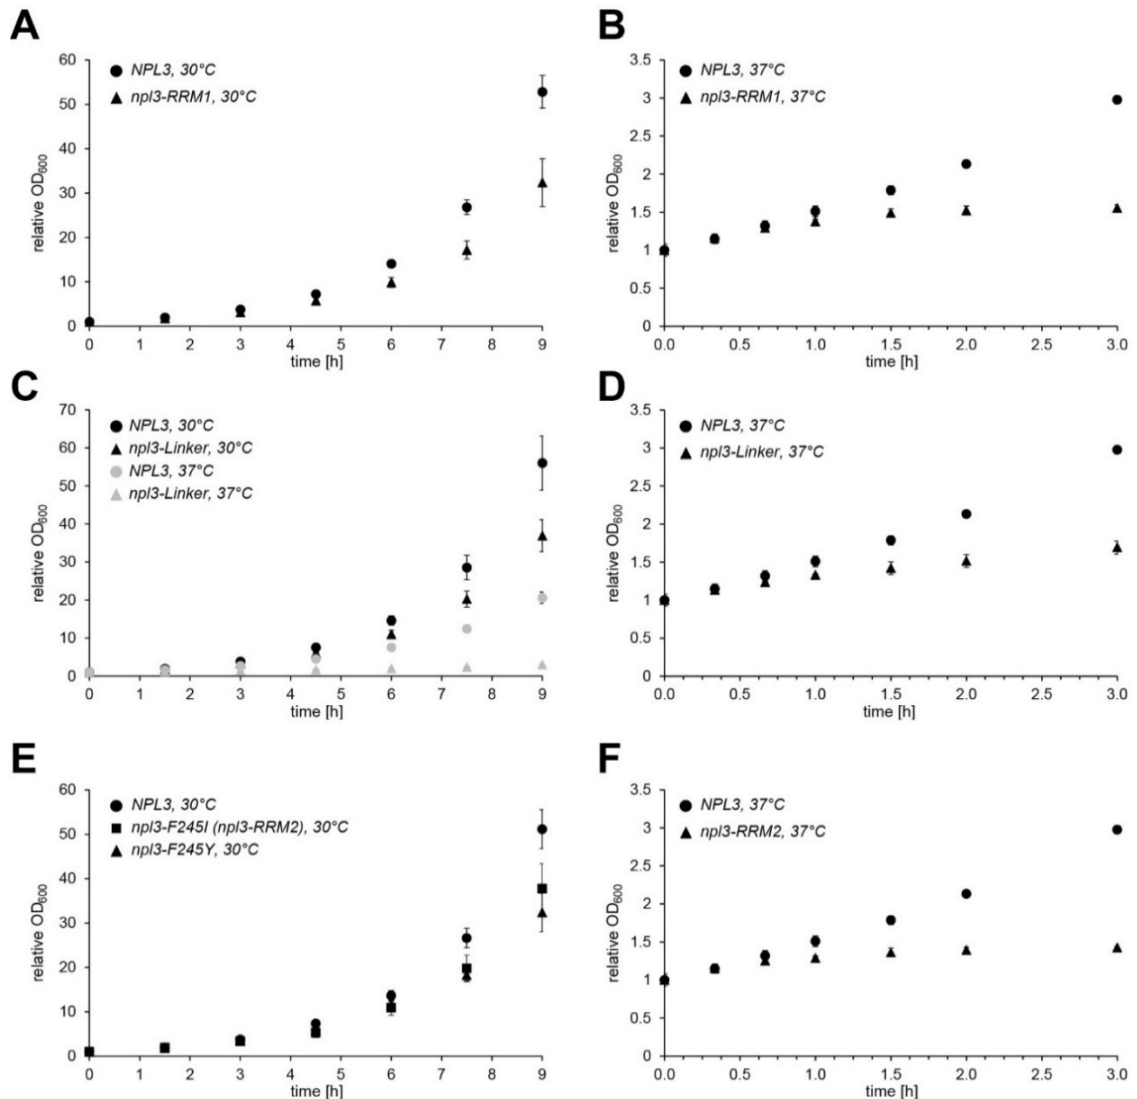 A
NPL3, 30°C
npl3-RRM1, 30°C
relative OD600
60
50
40
30
20
10
0
0 1 2 3 4 5 6 7 8 9
time [h]
B
NPL3, 37°C
npl3-RRM1, 37°C
relative OD600
3.5
3
2.5
2
1.5
1
0.5
0
0.0 0.5 1.0 1.5 2.0 2.5 3.0
time [h]
C
NPL3, 30°C
npl3-Linker, 30°C
NPL3, 37°C
npl3-Linker, 37°C
relative OD600
70
60
50
40
30
20
10
0
0 1 2 3 4 5 6 7 8 9
time [h]
D
NPL3, 37°C
npl3-Linker, 37°C
relative OD600
3.5
3
2.5
2
1.5
1
0.5
0
0.0 0.5 1.0 1.5 2.0 2.5 3.0
time [h]
E
NPL3, 30°C
npl3-F245I (npl3-RRM2), 30°C
npl3-F245Y, 30°C
relative OD600
60
50
40
30
20
10
0
0 1 2 3 4 5 6 7 8 9
time [h]
F
NPL3, 37°C
npl3-RRM2, 37°C
relative OD600
3.5
3
2.5
2
1.5
1
0.5
0
0.0 0.5 1.0 1.5 2.0 2.5 3.0
time [h]